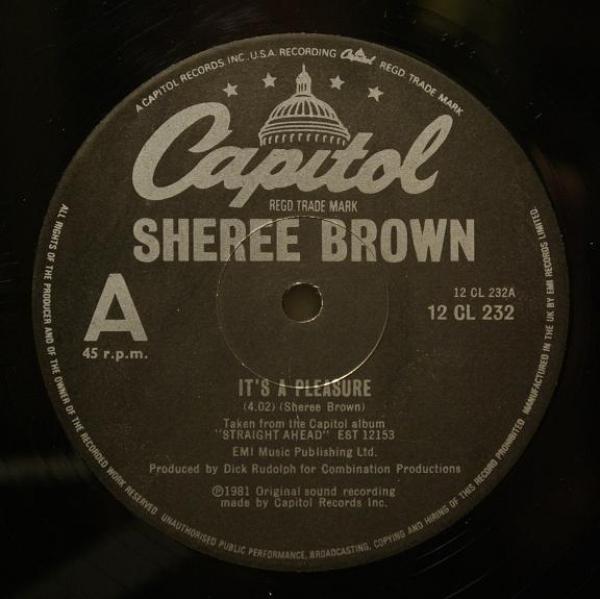 A CAPITOL RECORDS, INC., U.S.A. RECORDING Capitol REGD. TRADE MARK
Capitol
REGD. TRADE MARK
SHEREE BROWN
A
45 r.p.m.
12 CL 232A
12 CL 232
IT'S A PLEASURE
(4.02) (Sheree Brown)
Taken from the Capitol album
"STRAIGHT AHEAD" EST 12153
EMI Music Publishing Ltd.
Produced by Dick Rudolph for Combination Productions
℗1981 Original sound recording
made by Capitol Records Inc.
ALL RIGHTS OF THE PRODUCER AND OF THE OWNER OF THE RECORDED WORK RESERVED. UNAUTHORISED PUBLIC PERFORMANCE, BROADCASTING, COPYING AND HIRING OF THIS RECORD PROHIBITED. MANUFACTURED IN THE UK BY EMI RECORDS LIMITED.